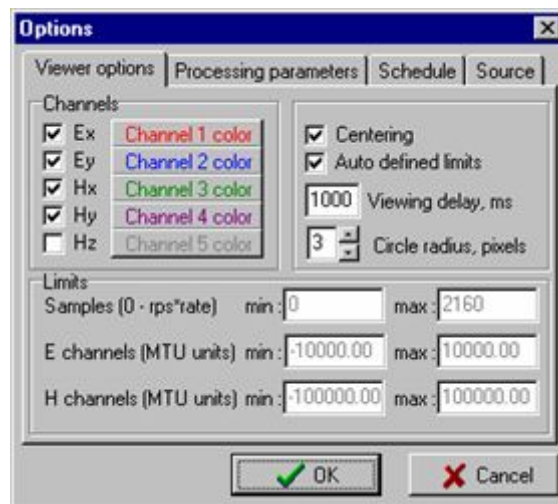 Options
Viewer options Processing parameters Schedule Source
Channels
Ex Channel 1 color
Ey Channel 2 color
Hx Channel 3 color
Hy Channel 4 color
Hz Channel 5 color
Centering
Auto defined limits
1000 Viewing delay, ms
3 Circle radius, pixels
Limits
Samples (0 - rps*rate) min : 0 max : 2160
E channels (MTU units) min : -10000.00 max : 10000.00
H channels (MTU units) min : -100000.00 max : 100000.00
OK Cancel